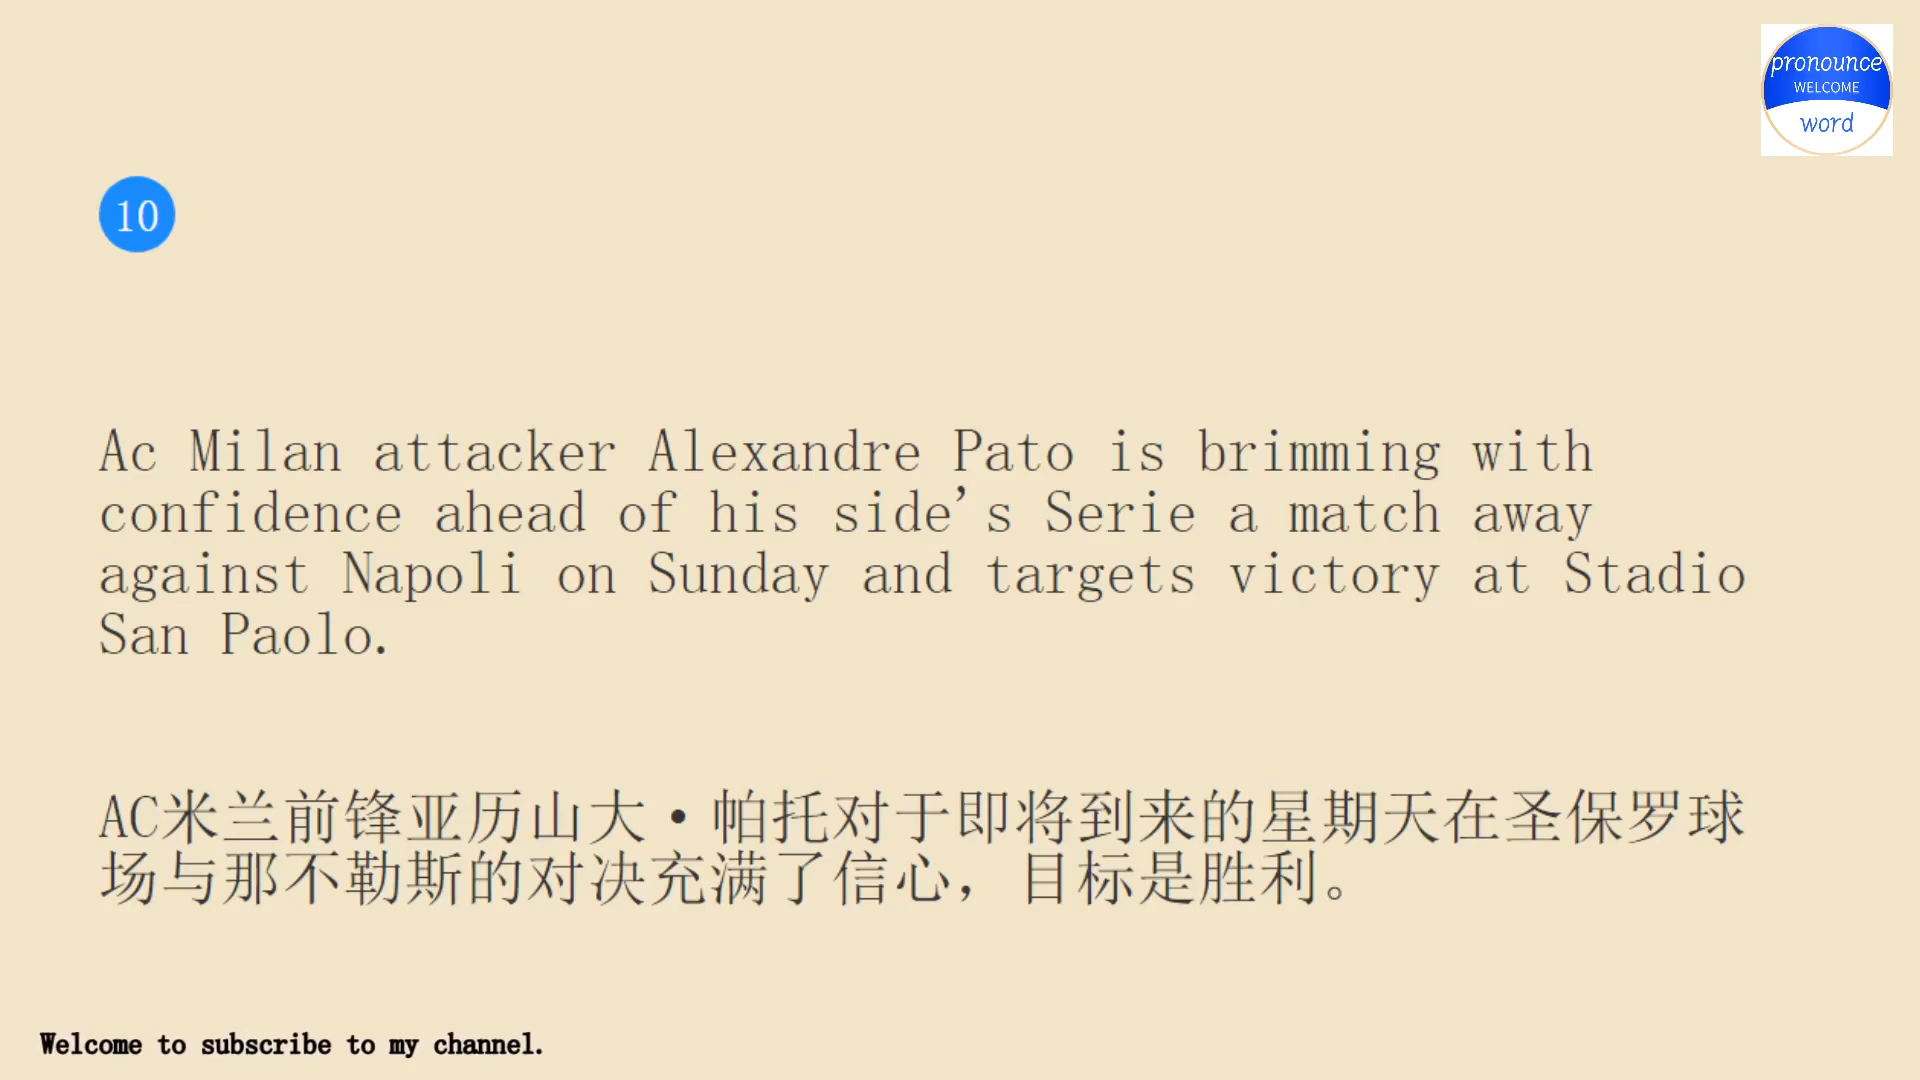 pronounce
WELCOME
word
10
Ac Milan attacker Alexandre Pato is brimming with
confidence ahead of his side's Serie a match away
against Napoli on Sunday and targets victory at Stadio
San Paolo.
AC米兰前锋亚历山大·帕托对于即将到来的星期天在圣保罗球
场与那不勒斯的对决充满了信心，目标是胜利。
Welcome to subscribe to my channel.